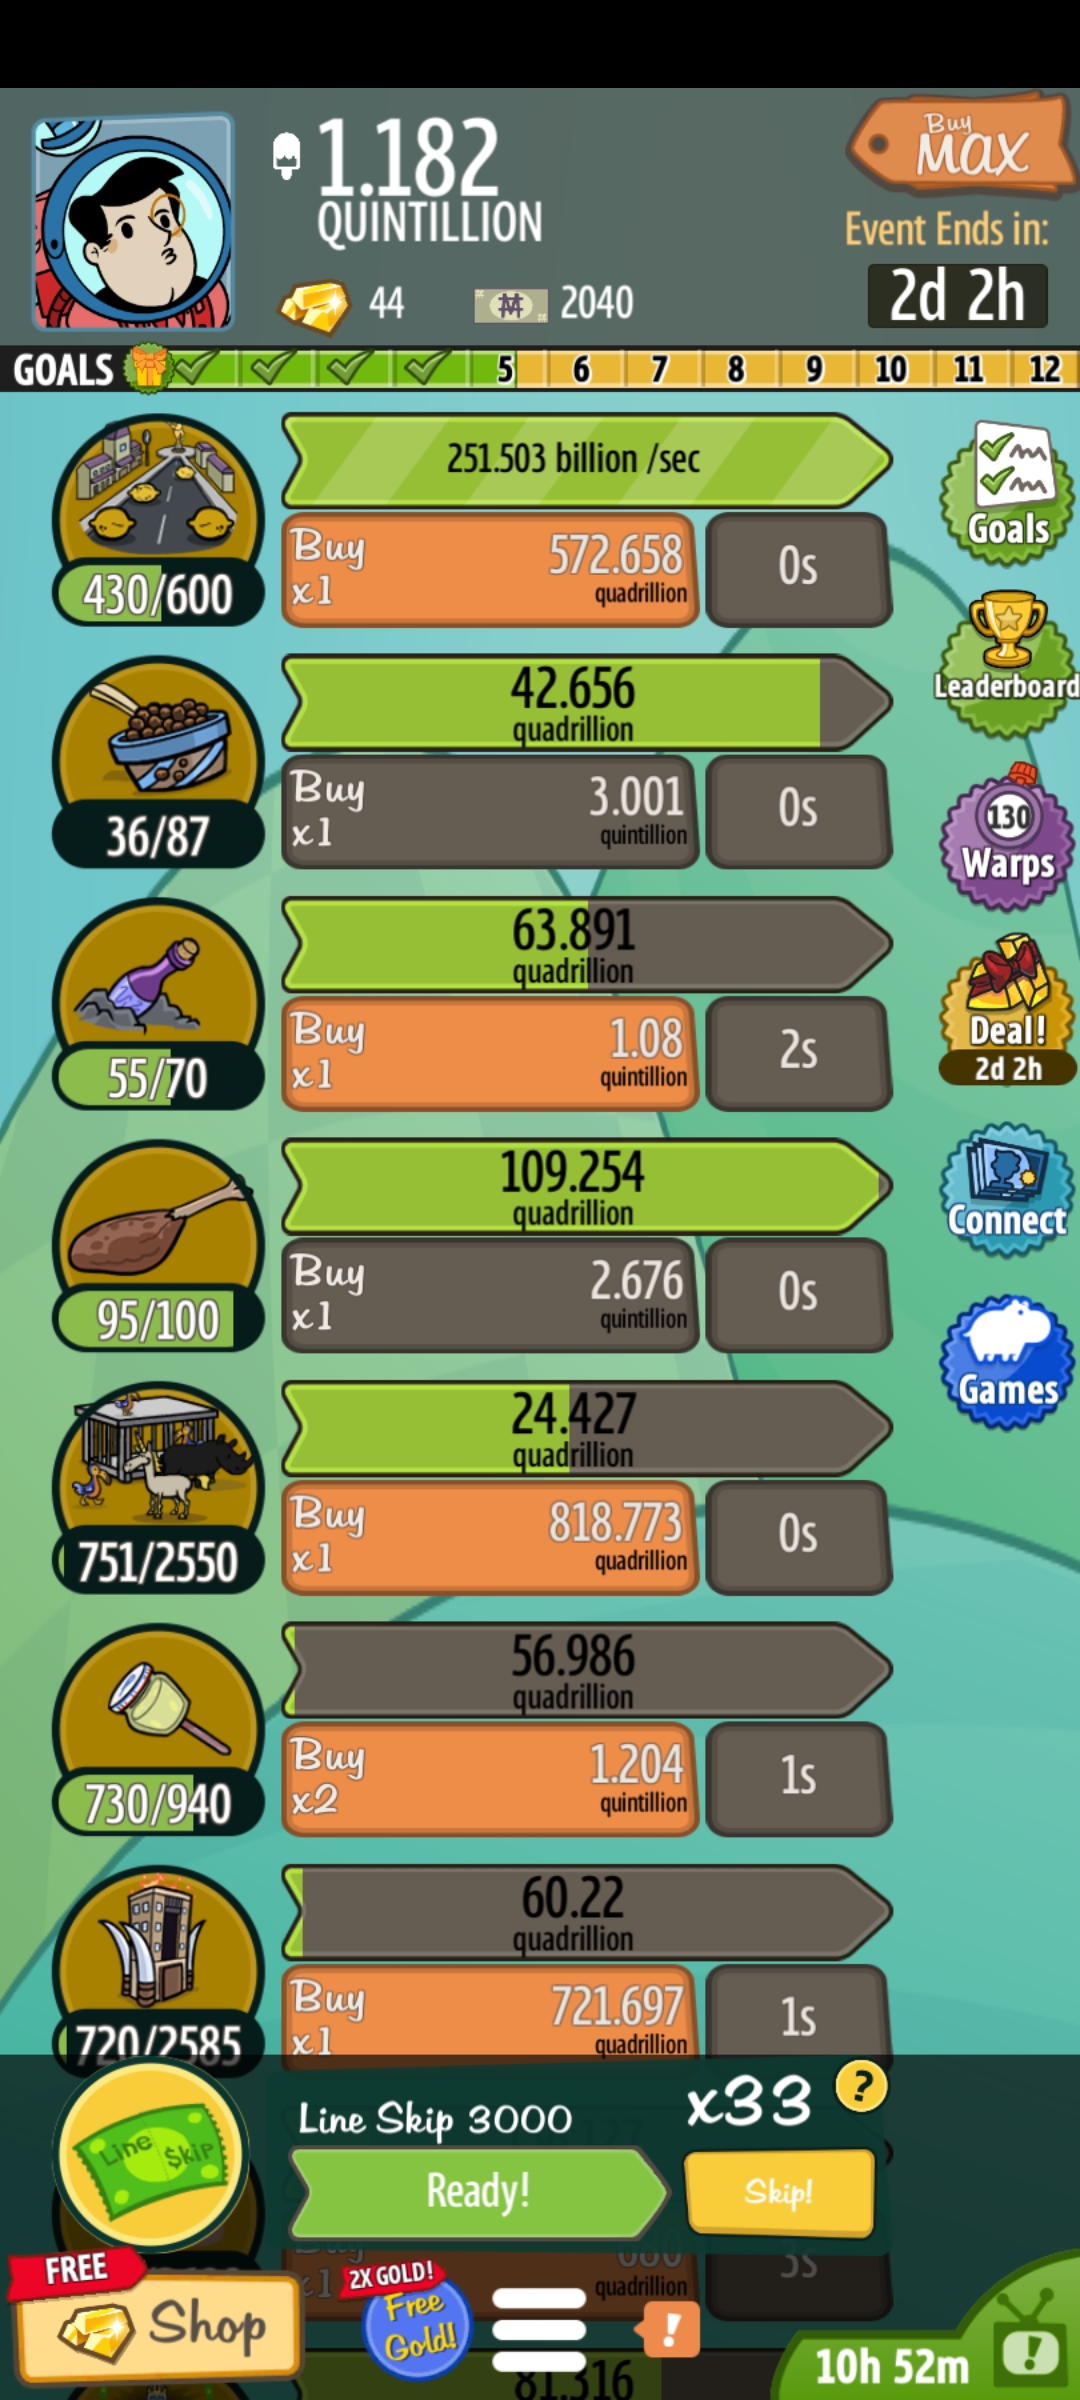 1.182
QUINTILLION
Buy
MAX
Event Ends in:
2d 2h
44
2040
GOALS 5 6 7 8 9 10 11 12
251.503 billion /sec
Buy
x1
572.658
quadrillion
0s
430/600
Goals
42.656
quadrillion
Buy
x1
3.001
quintillion
0s
36/87
Leaderboard
63.891
quadrillion
Buy
x1
1.08
quintillion
2s
55/70
130
Warps
109.254
quadrillion
Buy
x1
2.676
quintillion
0s
95/100
Deal!
2d 2h
Connect
24.427
quadrillion
Buy
x1
818.773
quadrillion
0s
751/2550
Games
56.986
quadrillion
Buy
x2
1.204
quintillion
1s
730/940
60.22
quadrillion
Buy
x1
721.697
quadrillion
1s
720/2585
Line Skip 3000
x33
?
Line $kip
Ready!
Skip!
x1
quadrillion
3s
FREE
Shop
2X GOLD!
Free
Gold!
!
10h 52m
!
81.316